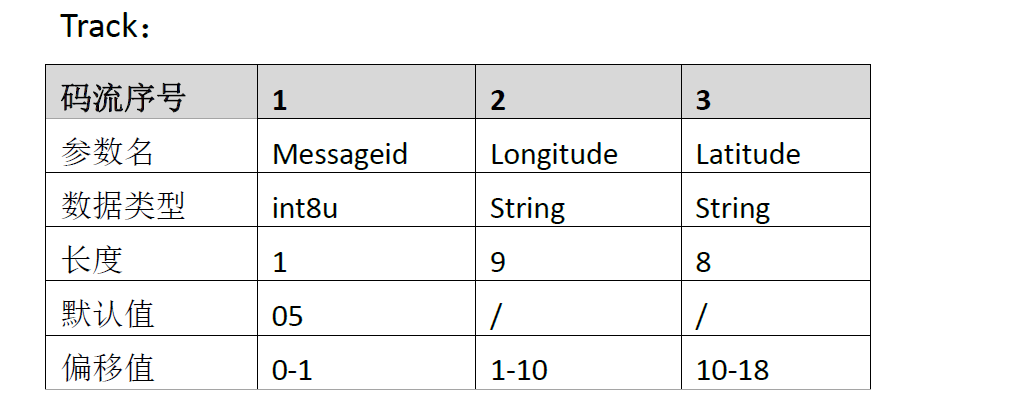 Track：
码流序号 1 2 3
参数名 Messageid Longitude Latitude
数据类型 int8u String String
长度 1 9 8
默认值 05 / /
偏移值 0-1 1-10 10-18